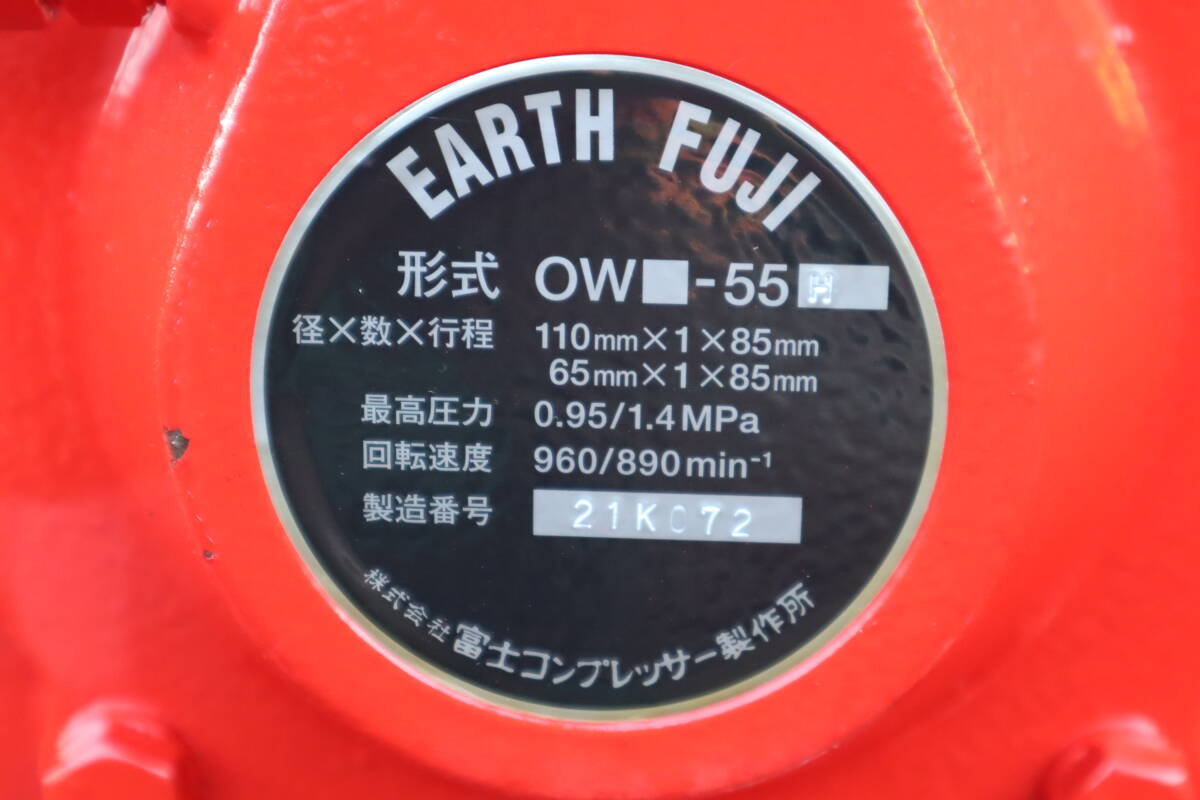 EARTH FUJI
形式 OW -55 H
径×数×行程 110mm×1×85mm
65mm×1×85mm
最高圧力 0.95/1.4MPa
回転速度 960/890min⁻¹
製造番号 21K072
株式会社 富士コンプレッサー製作所